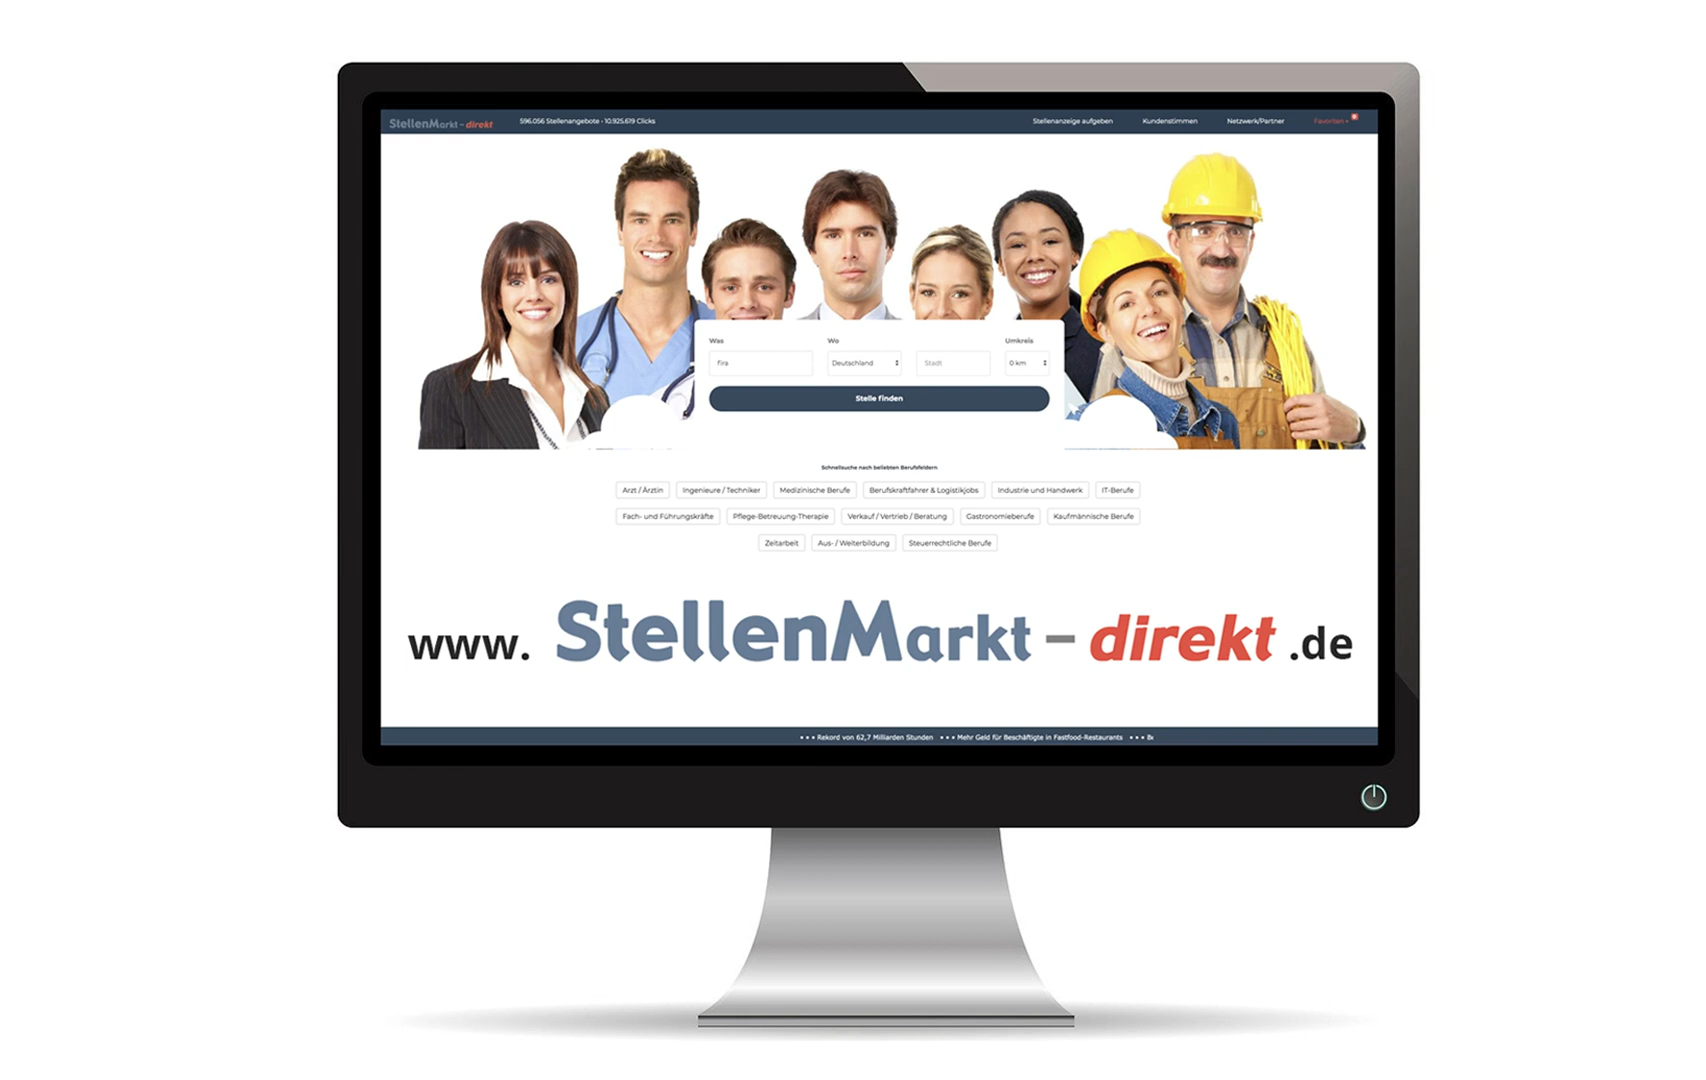 StellenMarkt - direkt 596.056 Stellenangebote - 10.925.619 Clicks Stellenanzeige aufgeben Kundenstimmen Netzwerk/Partner Favoriten
Was Wo Umkreis
fira Deutschland Stadt 0 km
Stelle finden
Schnellsuche nach beliebten Berufsfeldern
Arzt / Ärztin Ingenieure / Techniker Medizinische Berufe Berufskraftfahrer & Logistikjobs Industrie und Handwerk IT-Berufe
Fach- und Führungskräfte Pflege-Betreuung-Therapie Verkauf / Vertrieb / Beratung Gastronomieberufe Kaufmännische Berufe
Zeitarbeit Aus- / Weiterbildung Steuerrechtliche Berufe
www. StellenMarkt - direkt .de
• • • Rekord von 62,7 Milliarden Stunden • • • Mehr Geld für Beschäftigte in Fastfood-Restaurants • • •